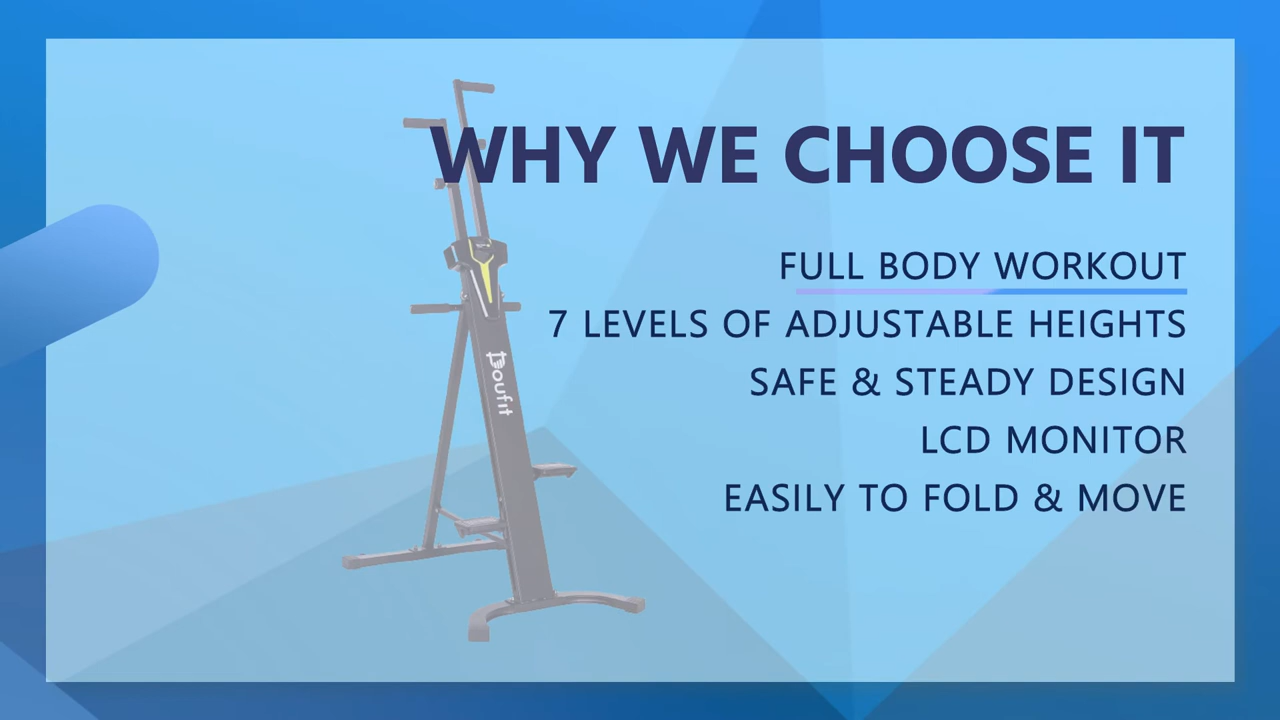 WHY WE CHOOSE IT
FULL BODY WORKOUT
7 LEVELS OF ADJUSTABLE HEIGHTS
SAFE & STEADY DESIGN
LCD MONITOR
EASILY TO FOLD & MOVE
Doufit